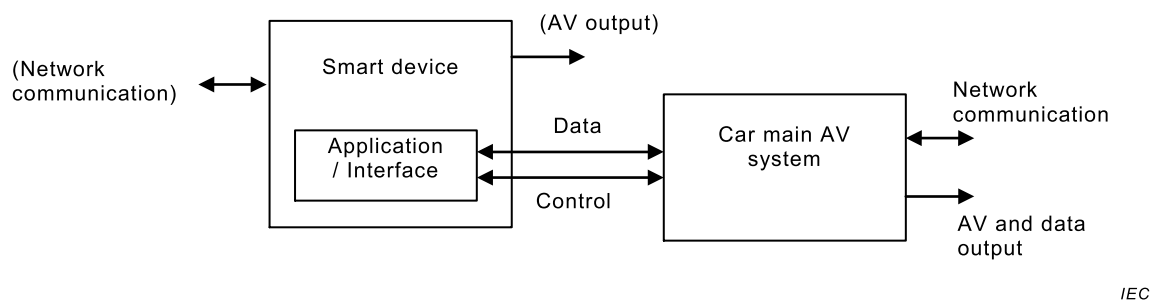 (AV output)
(Network
communication)
Smart device
Application
/ Interface
Data
Control
Car main AV
system
Network
communication
AV and data
output
IEC